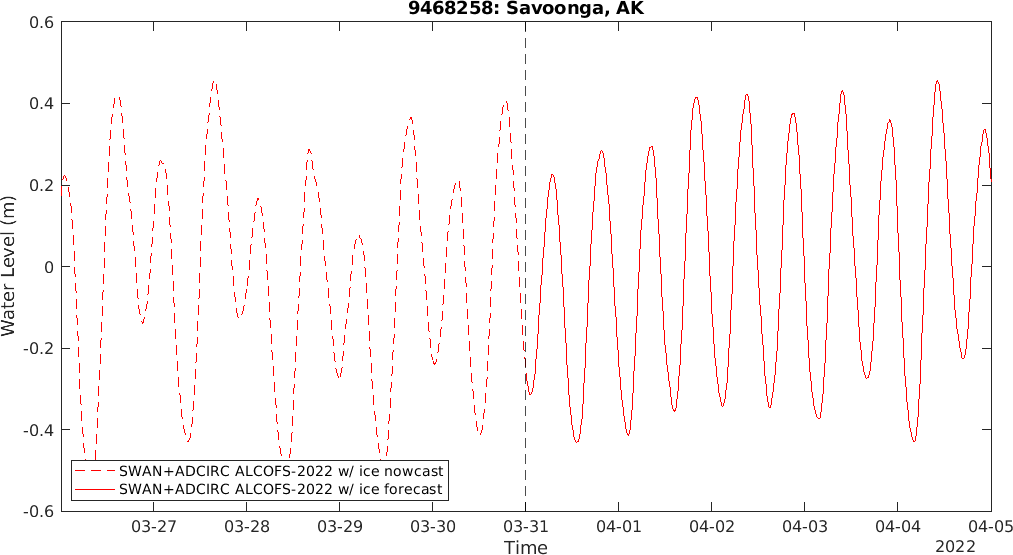 9468258: Savoonga, AK
0.6
0.4
0.2
0
-0.2
-0.4
-0.6
Water Level (m)
SWAN+ADCIRC ALCOFS-2022 w/ ice nowcast
SWAN+ADCIRC ALCOFS-2022 w/ ice forecast
03-27 03-28 03-29 03-30 03-31 04-01 04-02 04-03 04-04 04-05
Time
2022